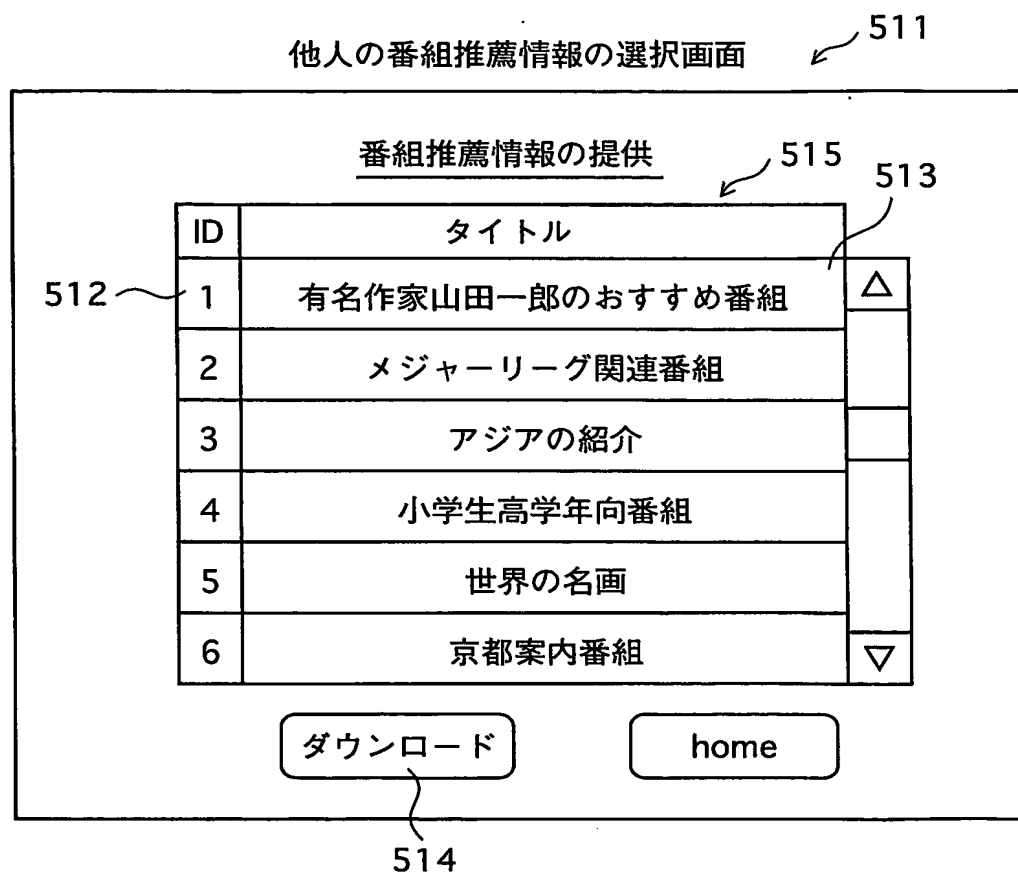 511
他人の番組推薦情報の選択画面
番組推薦情報の提供
515
513
ID タイトル
512
1 有名作家山田一郎のおすすめ番組
2 メジャーリーグ関連番組
3 アジアの紹介
4 小学生高学年向番組
5 世界の名画
6 京都案内番組
ダウンロード home
514